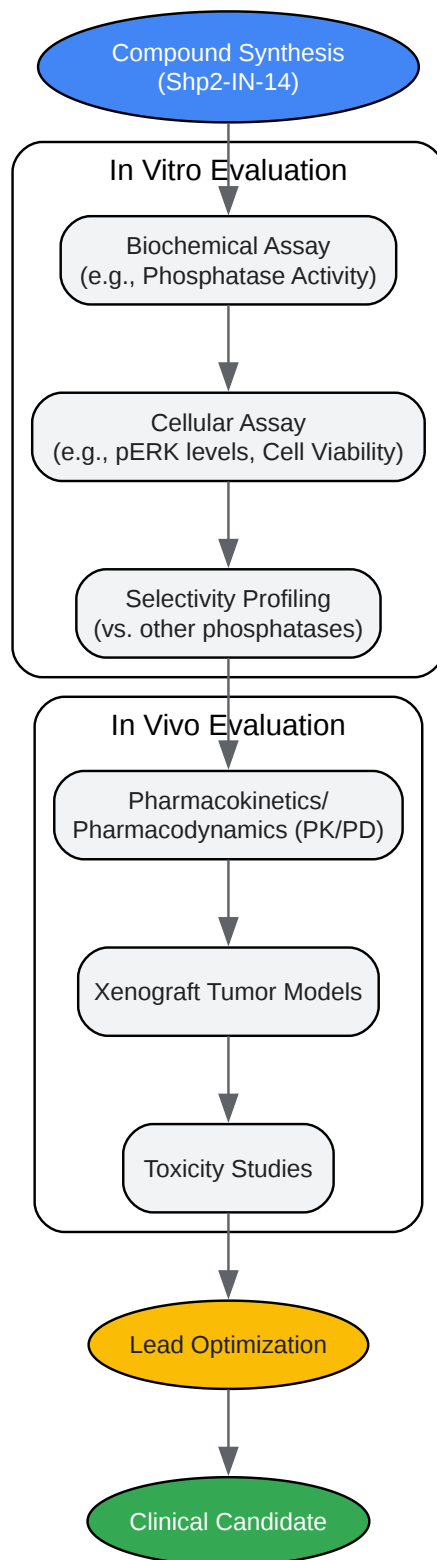 Compound Synthesis
(Shp2-IN-14)
In Vitro Evaluation
Biochemical Assay
(e.g., Phosphatase Activity)
Cellular Assay
(e.g., pERK levels, Cell Viability)
Selectivity Profiling
(vs. other phosphatases)
In Vivo Evaluation
Pharmacokinetics/
Pharmacodynamics (PK/PD)
Xenograft Tumor Models
Toxicity Studies
Lead Optimization
Clinical Candidate